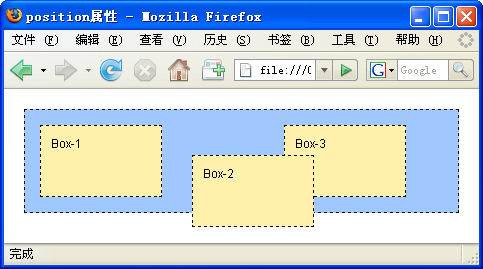 position属性 - Mozilla Firefox
文件 (F) 编辑 (E) 查看 (V) 历史 (S) 书签 (B) 工具 (T) 帮助 (H)
file:///C
G Google
Box-1
Box-3
Box-2
完成